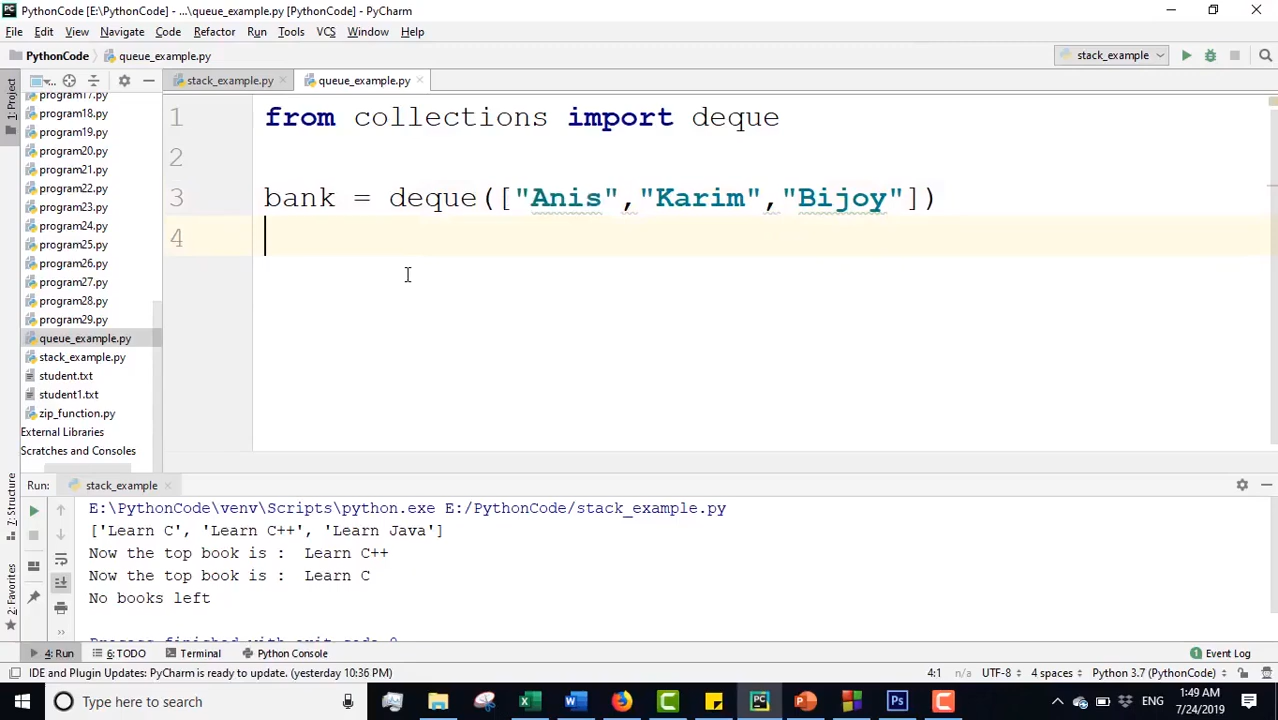 PythonCode [E:\PythonCode] - ...\queue_example.py [PythonCode] - PyCharm
File Edit View Navigate Code Refactor Run Tools VCS Window Help
PythonCode queue_example.py stack_example
1: Project
stack_example.py queue_example.py
program17.py
program18.py
program19.py
program20.py
program21.py
program22.py
program23.py
program24.py
program25.py
program26.py
program27.py
program28.py
program29.py
queue_example.py
stack_example.py
student.txt
student1.txt
zip_function.py
External Libraries
Scratches and Consoles
1 from collections import deque
2
3 bank = deque(["Anis","Karim","Bijoy"])
4
7: Structure
2: Favorites
Run: stack_example
E:\PythonCode\venv\Scripts\python.exe E:/PythonCode/stack_example.py
['Learn C', 'Learn C++', 'Learn Java']
Now the top book is :  Learn C++
Now the top book is :  Learn C
No books left
Process finished with exit code 0
4: Run 6: TODO Terminal Python Console 1 Event Log
IDE and Plugin Updates: PyCharm is ready to update. (yesterday 10:36 PM) 4:1 n/a UTF-8 4 spaces Python 3.7 (PythonCode)
Type here to search ENG 1:49 AM
7/24/2019